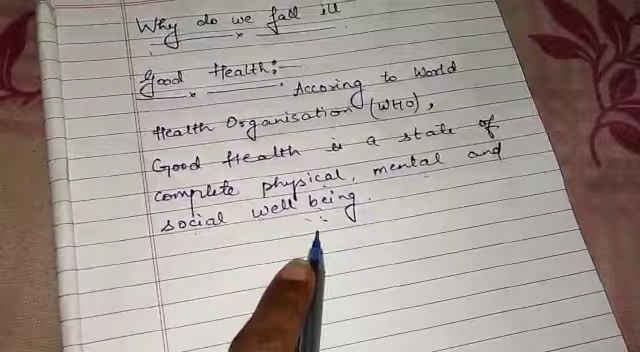 Why do we fall ill
Good Health:-
Accoring to World
Health Organisation (WHO),
Good Health is a state of
complete physical, mental and
social well being.